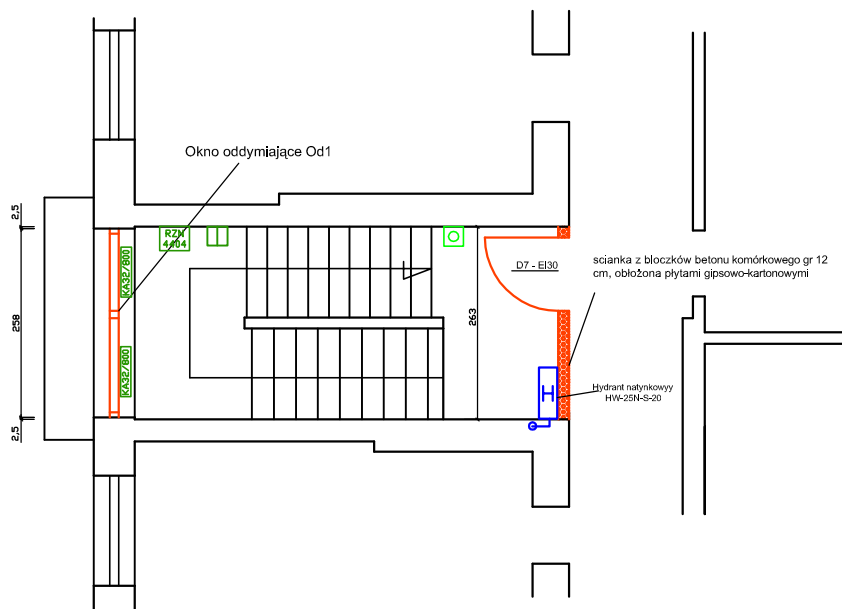 Okno oddymiające Od1
2,5
258
2,5
RZN
4404
KA32/800
KA32/800
263
D7 - EI30
scianka z bloczków betonu komórkowego gr 12
cm, obłożona płytami gipsowo-kartonowymi
H
Hydrant natynkowyy
HW-25N-S-20